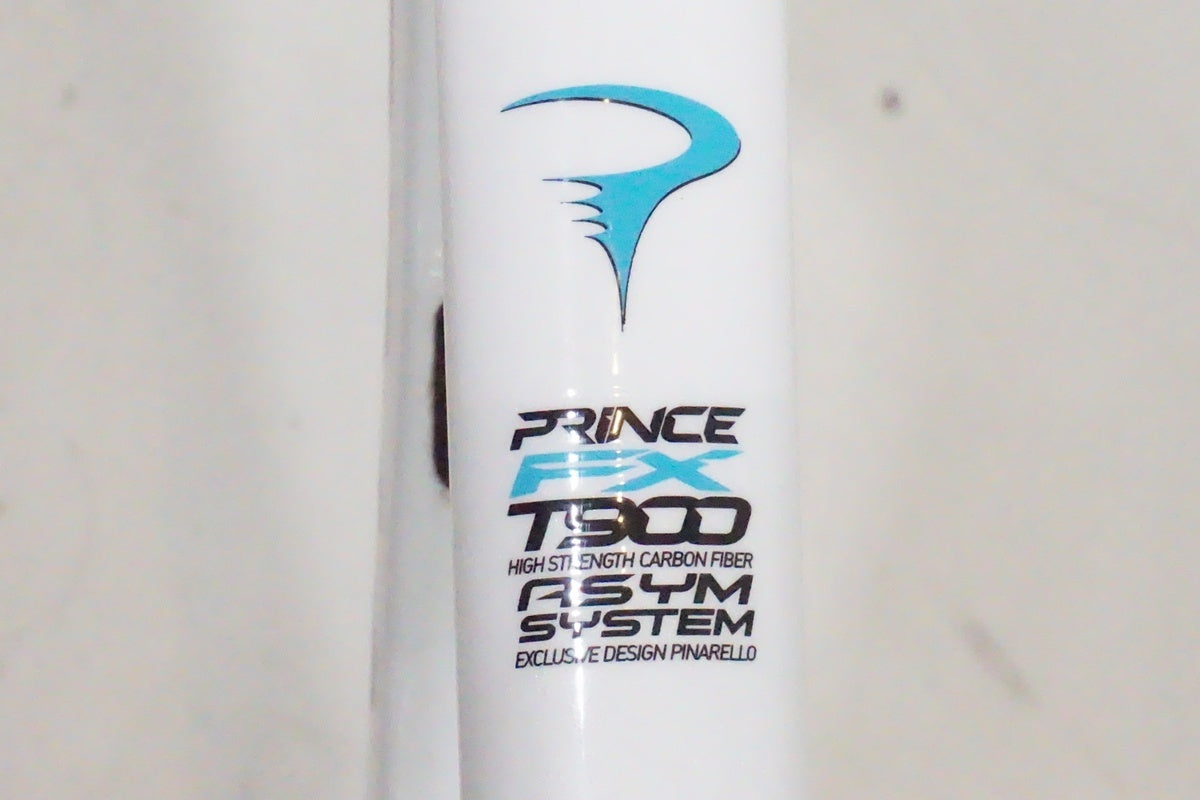 PRINCE
FX
T900
HIGH STRENGTH CARBON FIBER
ASYM
SYSTEM
EXCLUSIVE DESIGN PINARELLO